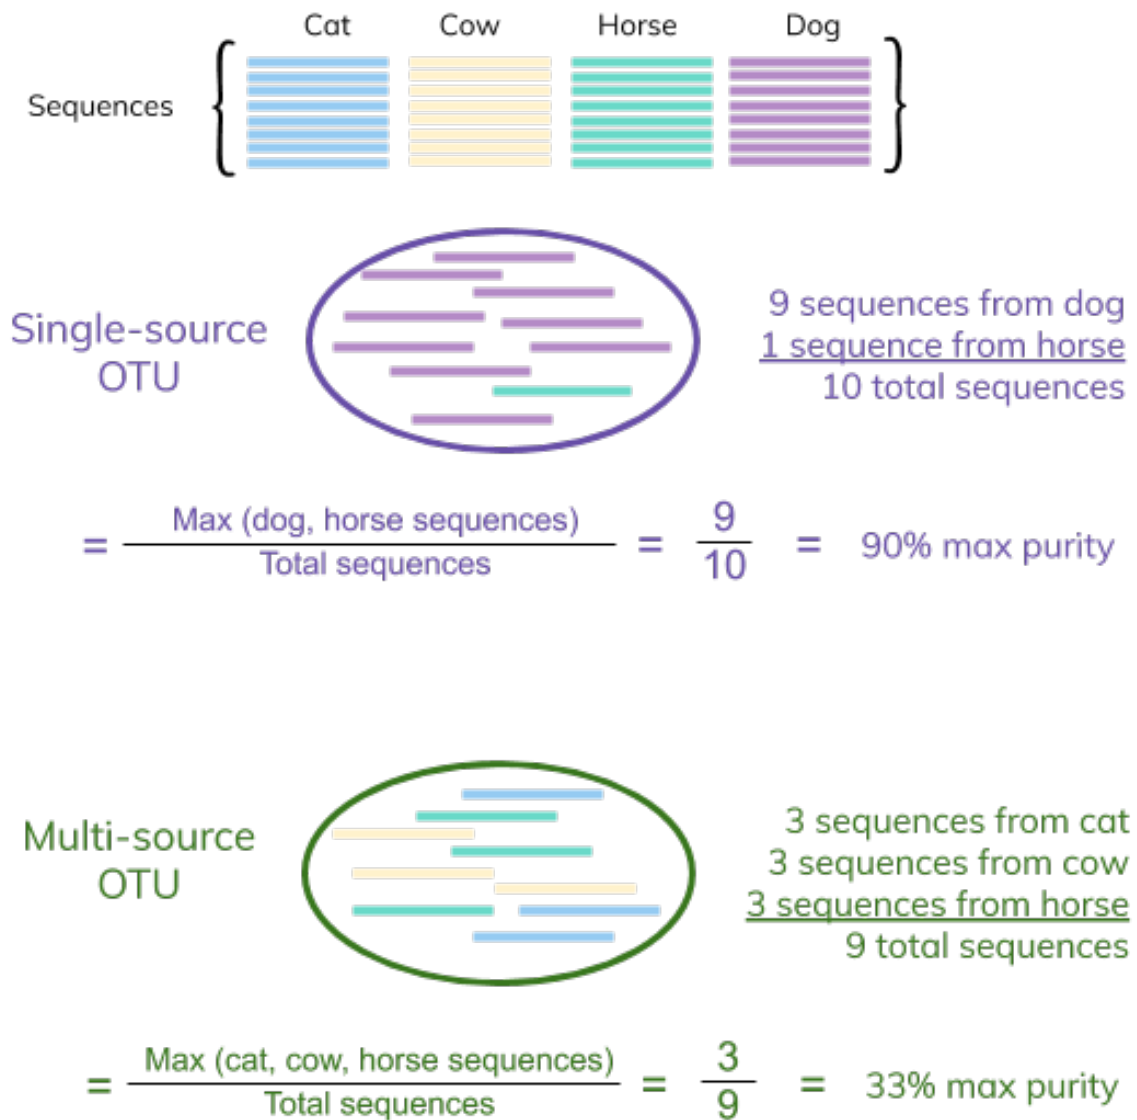 Cat Cow Horse Dog
Sequences
Single-source
OTU
9 sequences from dog
1 sequence from horse
10 total sequences
= Max (dog, horse sequences) / Total sequences = 9 / 10 = 90% max purity
Multi-source
OTU
3 sequences from cat
3 sequences from cow
3 sequences from horse
9 total sequences
= Max (cat, cow, horse sequences) / Total sequences = 3 / 9 = 33% max purity